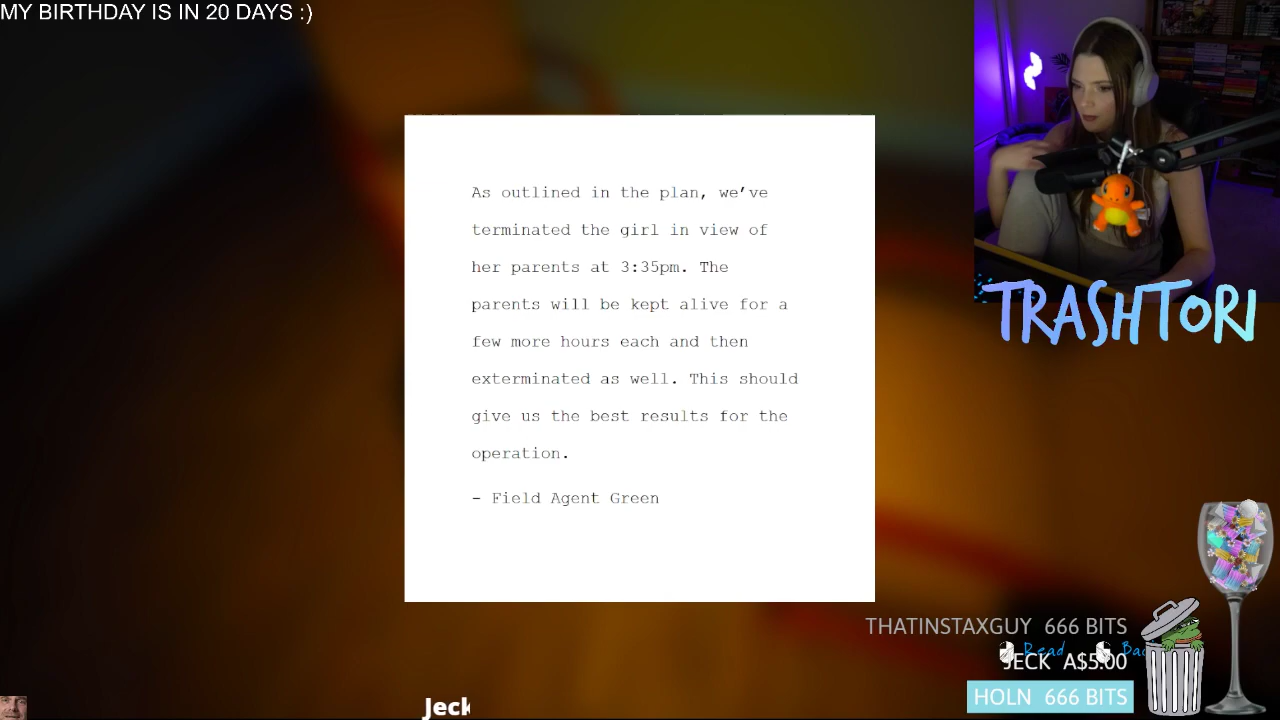 MY BIRTHDAY IS IN 20 DAYS :)
As outlined in the plan, we've
terminated the girl in view of
her parents at 3:35pm. The
parents will be kept alive for a
few more hours each and then
exterminated as well. This should
give us the best results for the
operation.
- Field Agent Green
TRASHTORI
THATINSTAXGUY 666 BITS
Read
JECK A$5.00
HOLN 666 BITS
Jeck